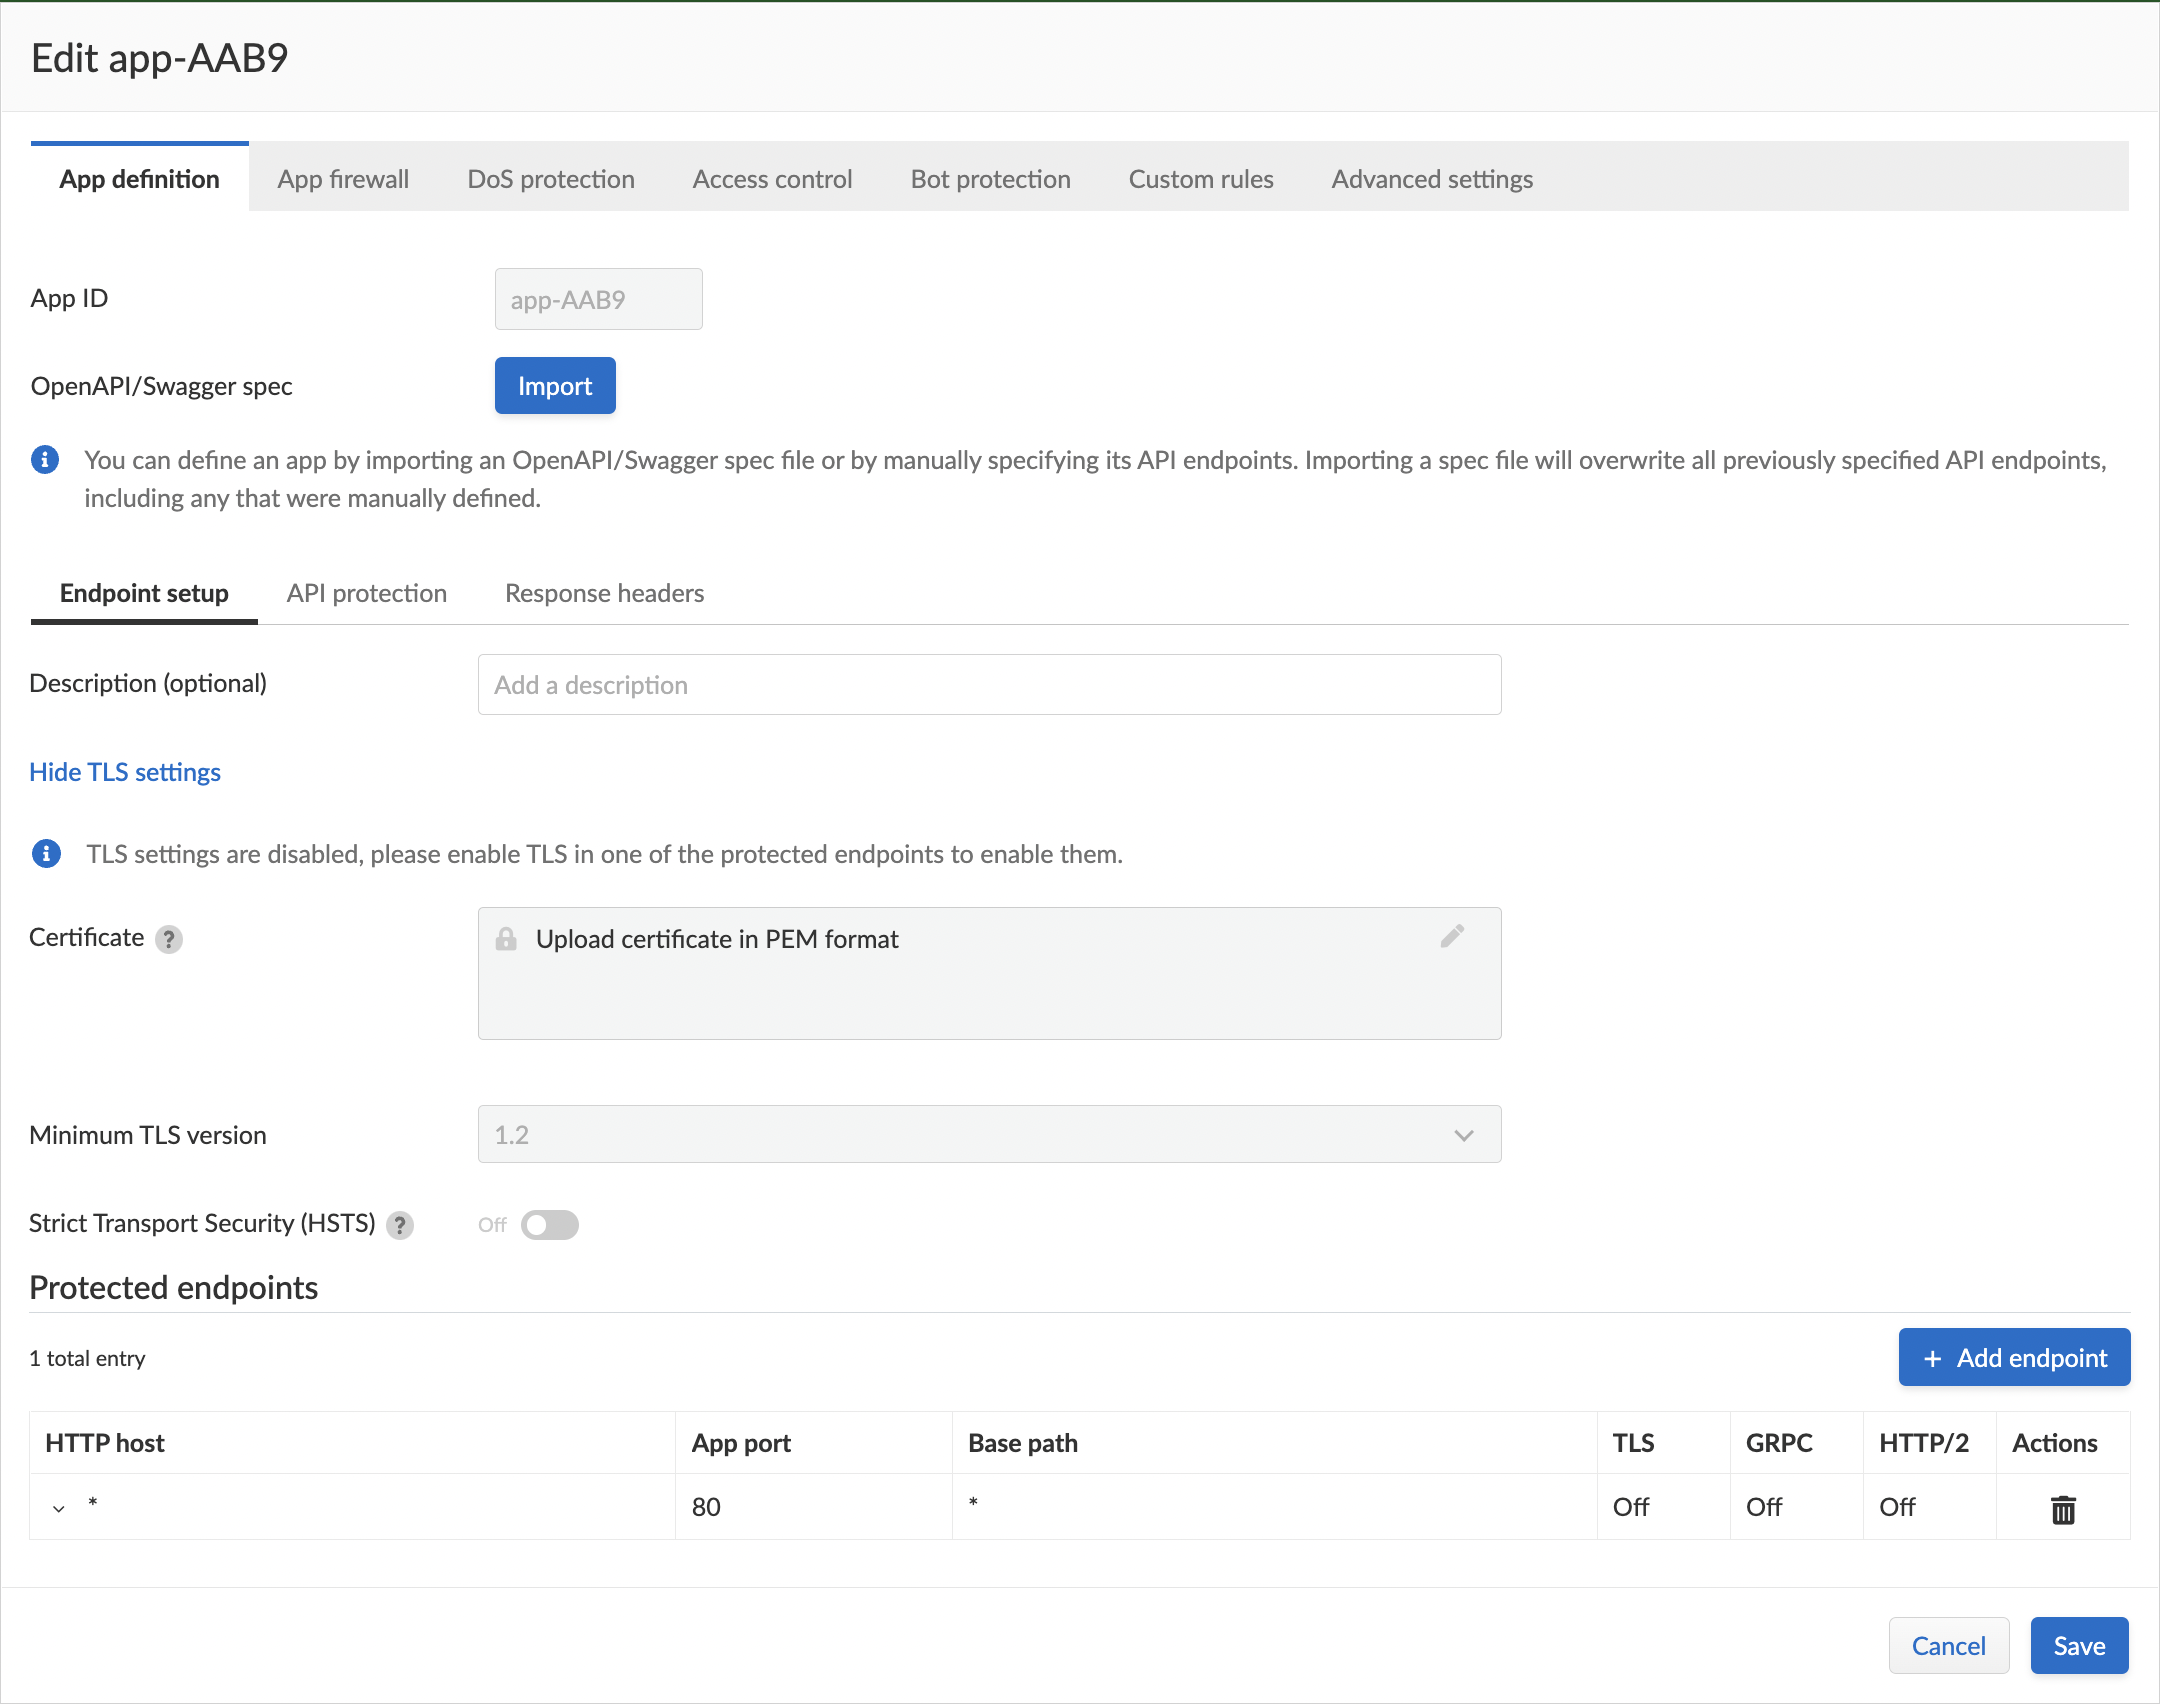 Edit app-AAB9
App definition App firewall DoS protection Access control Bot protection Custom rules Advanced settings
App ID app-AAB9
OpenAPI/Swagger spec Import
You can define an app by importing an OpenAPI/Swagger spec file or by manually specifying its API endpoints. Importing a spec file will overwrite all previously specified API endpoints,
including any that were manually defined.
Endpoint setup API protection Response headers
Description (optional) Add a description
Hide TLS settings
TLS settings are disabled, please enable TLS in one of the protected endpoints to enable them.
Certificate ? Upload certificate in PEM format
Minimum TLS version 1.2
Strict Transport Security (HSTS) ? Off
Protected endpoints
1 total entry + Add endpoint
HTTP host App port Base path TLS GRPC HTTP/2 Actions
* 80 * Off Off Off
Cancel Save